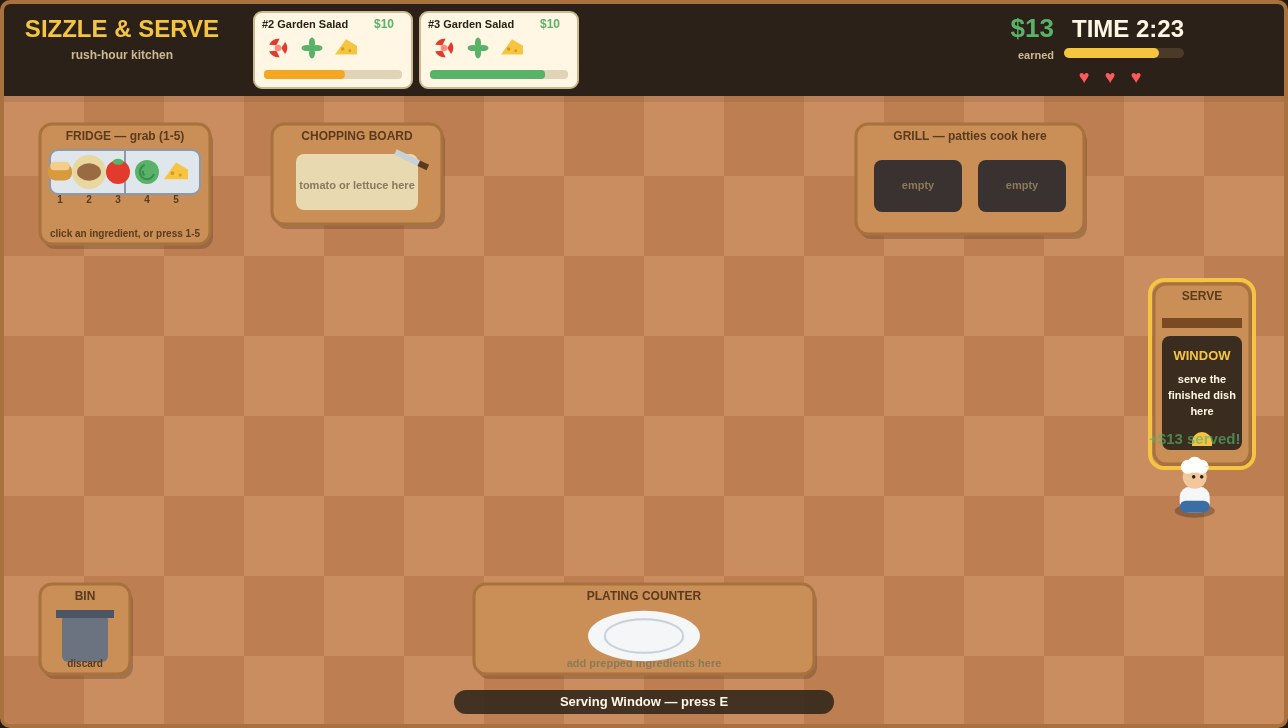 SIZZLE & SERVE
rush-hour kitchen
#2 Garden Salad $10
#3 Garden Salad $10
$13
earned
TIME 2:23
FRIDGE — grab (1-5)
1 2 3 4 5
click an ingredient, or press 1-5
CHOPPING BOARD
tomato or lettuce here
GRILL — patties cook here
empty
empty
SERVE
WINDOW
serve the
finished dish
here
+$13 served!
BIN
discard
PLATING COUNTER
add prepped ingredients here
Serving Window — press E